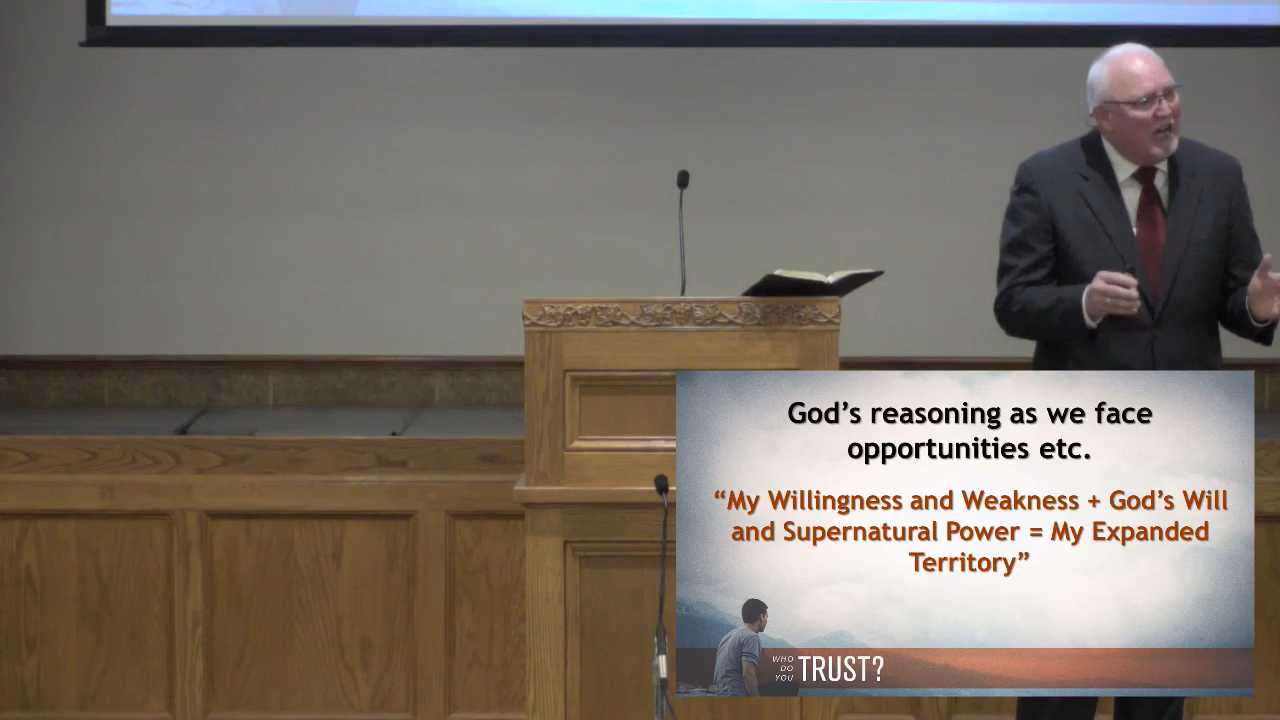 God's reasoning as we face
opportunities etc.
“My Willingness and Weakness + God's Will
and Supernatural Power = My Expanded
Territory”
WHO
DO
YOU
TRUST?